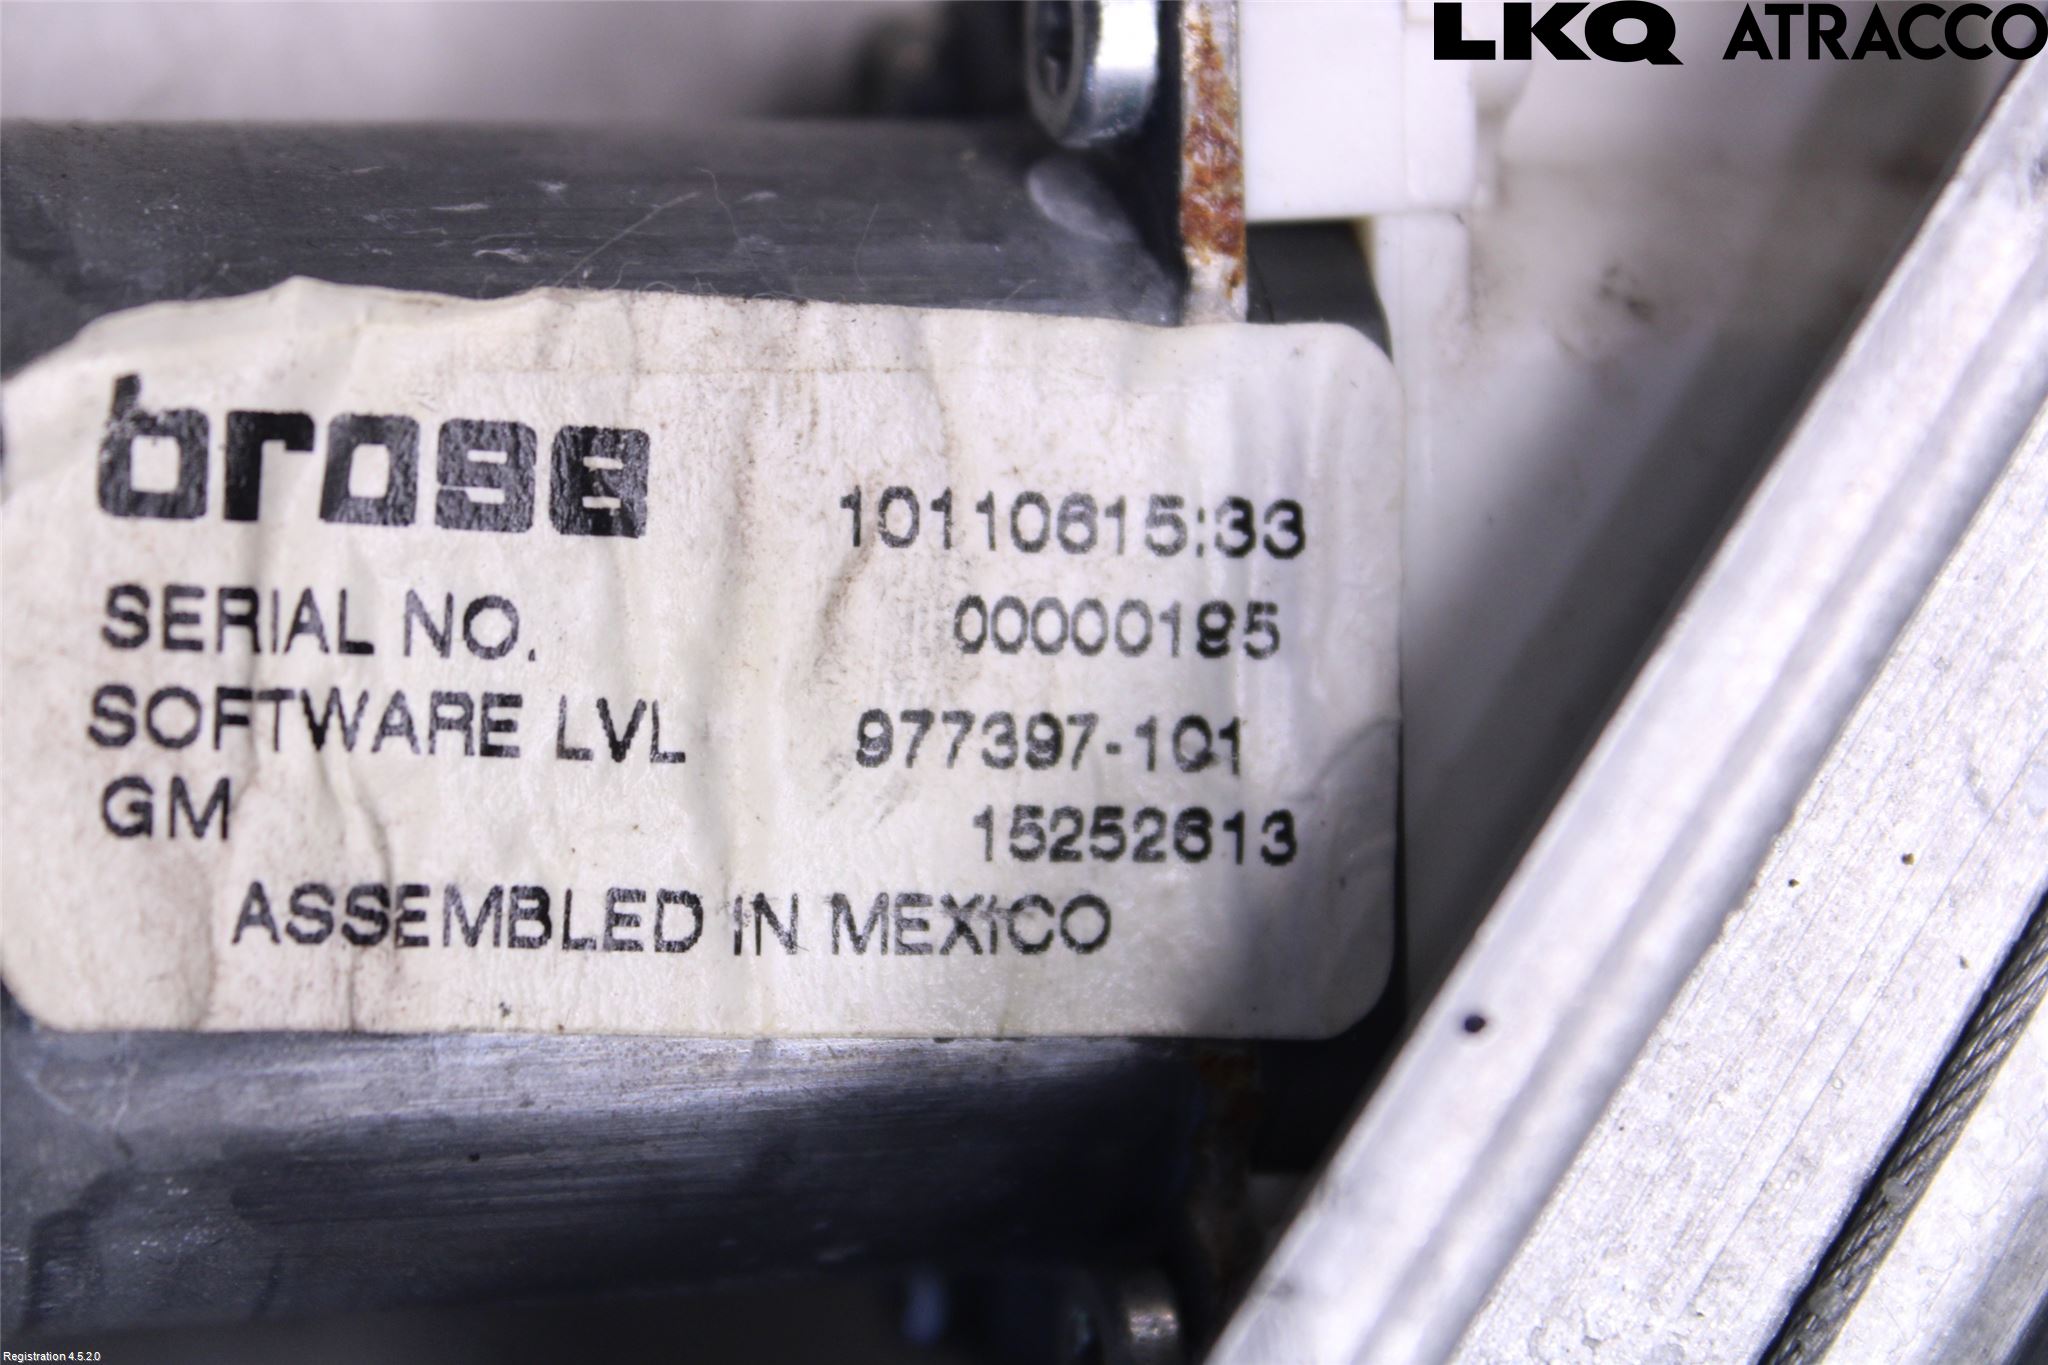 LKQ ATRACCO
brose
10110615:33
SERIAL NO. 00000185
SOFTWARE LVL 977397-101
GM 15252613
ASSEMBLED IN MEXICO
Registration 4.5.2.0